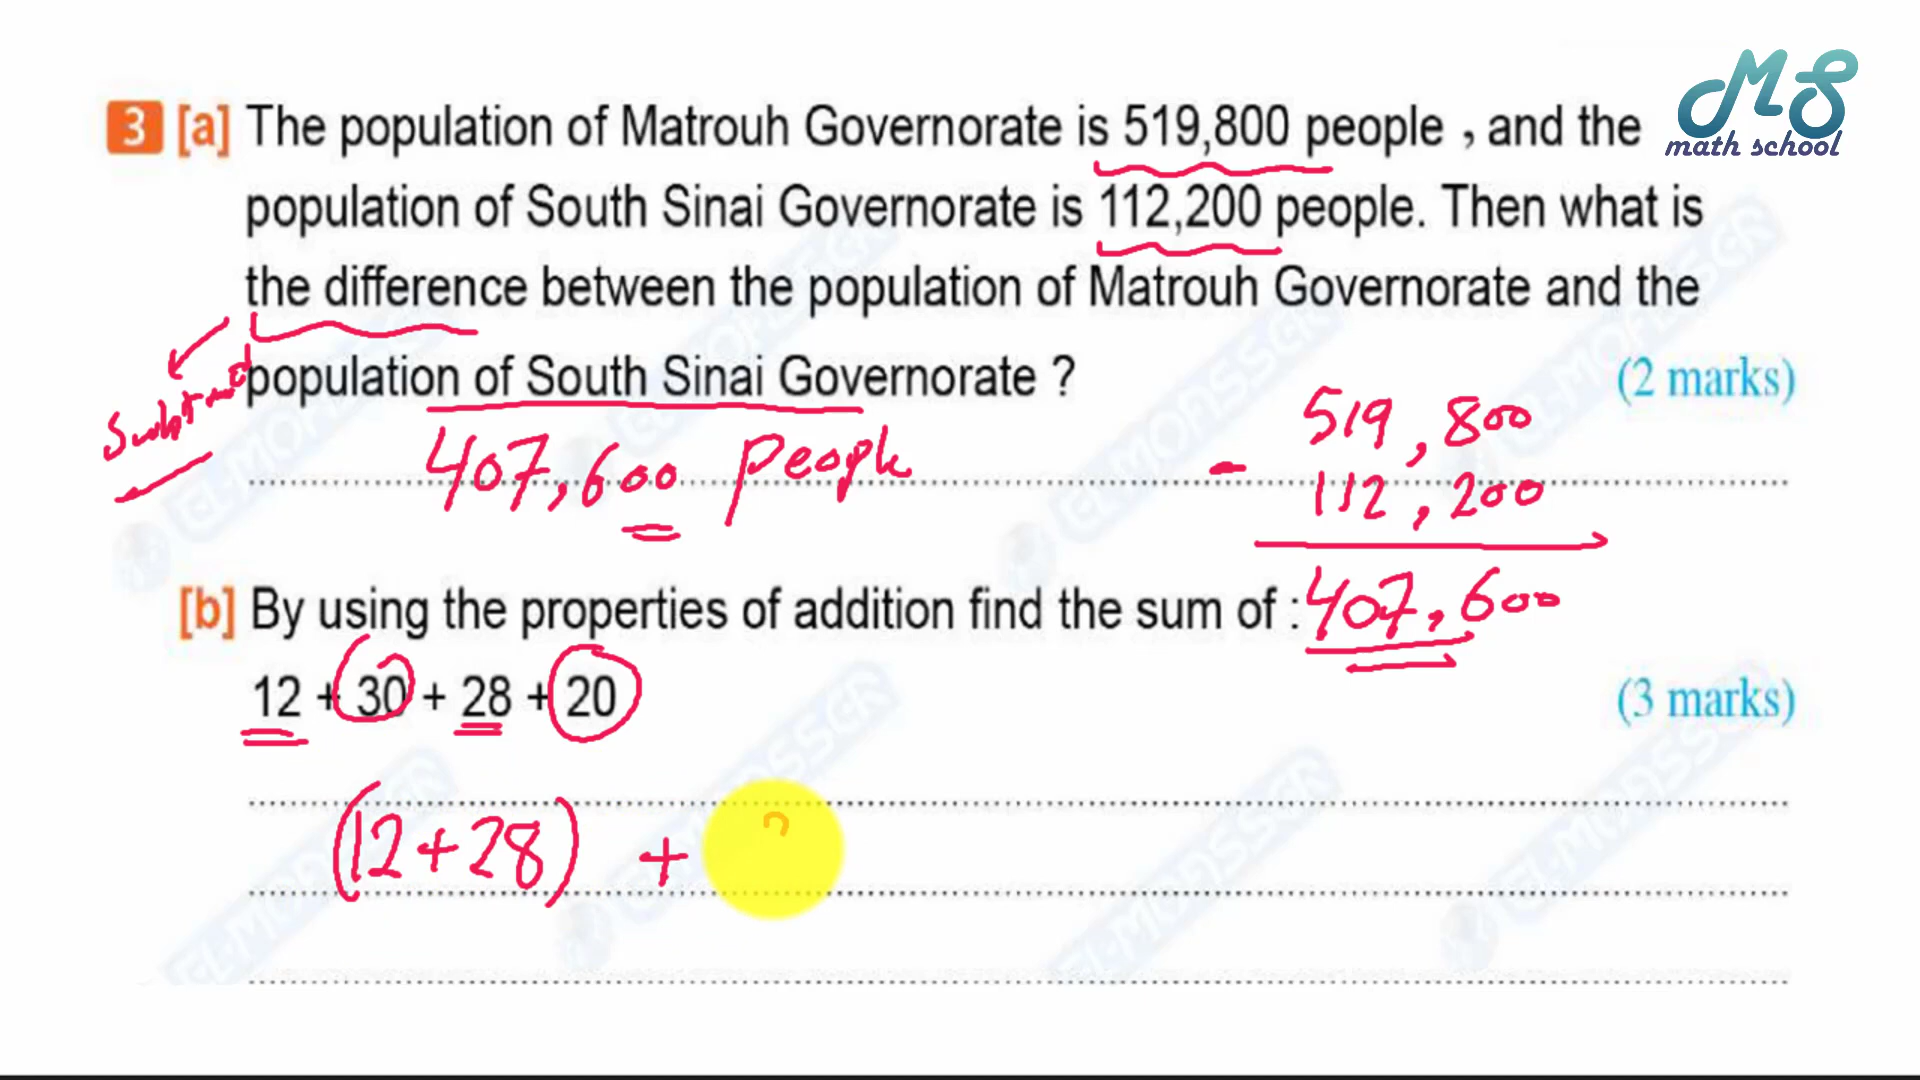 MS
math school
3 [a] The population of Matrouh Governorate is 519,800 people , and the
population of South Sinai Governorate is 112,200 people. Then what is
the difference between the population of Matrouh Governorate and the
population of South Sinai Governorate ?
(2 marks)
Subtract
407,600 people
519,800
- 112,200
407,600
[b] By using the properties of addition find the sum of :
12 + 30 + 28 + 20
(3 marks)
(12+28) +